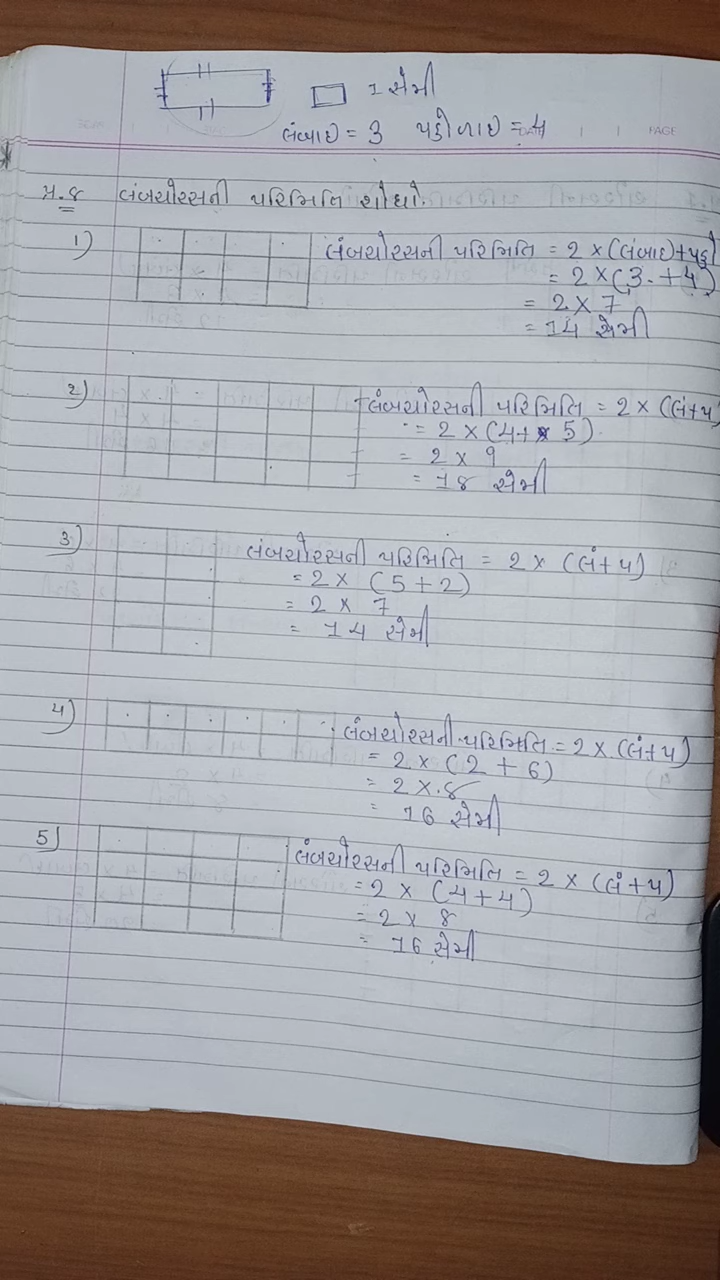 1 સેમી
લંબાઇ = 3 પહોળાઇ = 4
DATE PAGE
પ્ર.8 લંબચોરસની પરિમિતિ શોધો.
1) લંબચોરસની પરિમિતિ = 2 × (લંબાઇ + પહો
= 2 × (3 + 4)
= 2 × 7
= 14 સેમી
2) લંબચોરસની પરિમિતિ = 2 × (લં + પ)
= 2 × (4 + 5)
= 2 × 9
= 18 સેમી
3) લંબચોરસની પરિમિતિ = 2 × (લં + પ)
= 2 × (5 + 2)
= 2 × 7
= 14 સેમી
4) લંબચોરસની પરિમિતિ = 2 × (લં + પ)
= 2 × (2 + 6)
= 2 × 8
= 16 સેમી
5) લંબચોરસની પરિમિતિ = 2 × (લં + પ)
= 2 × (4 + 4)
= 2 × 8
= 16 સેમી